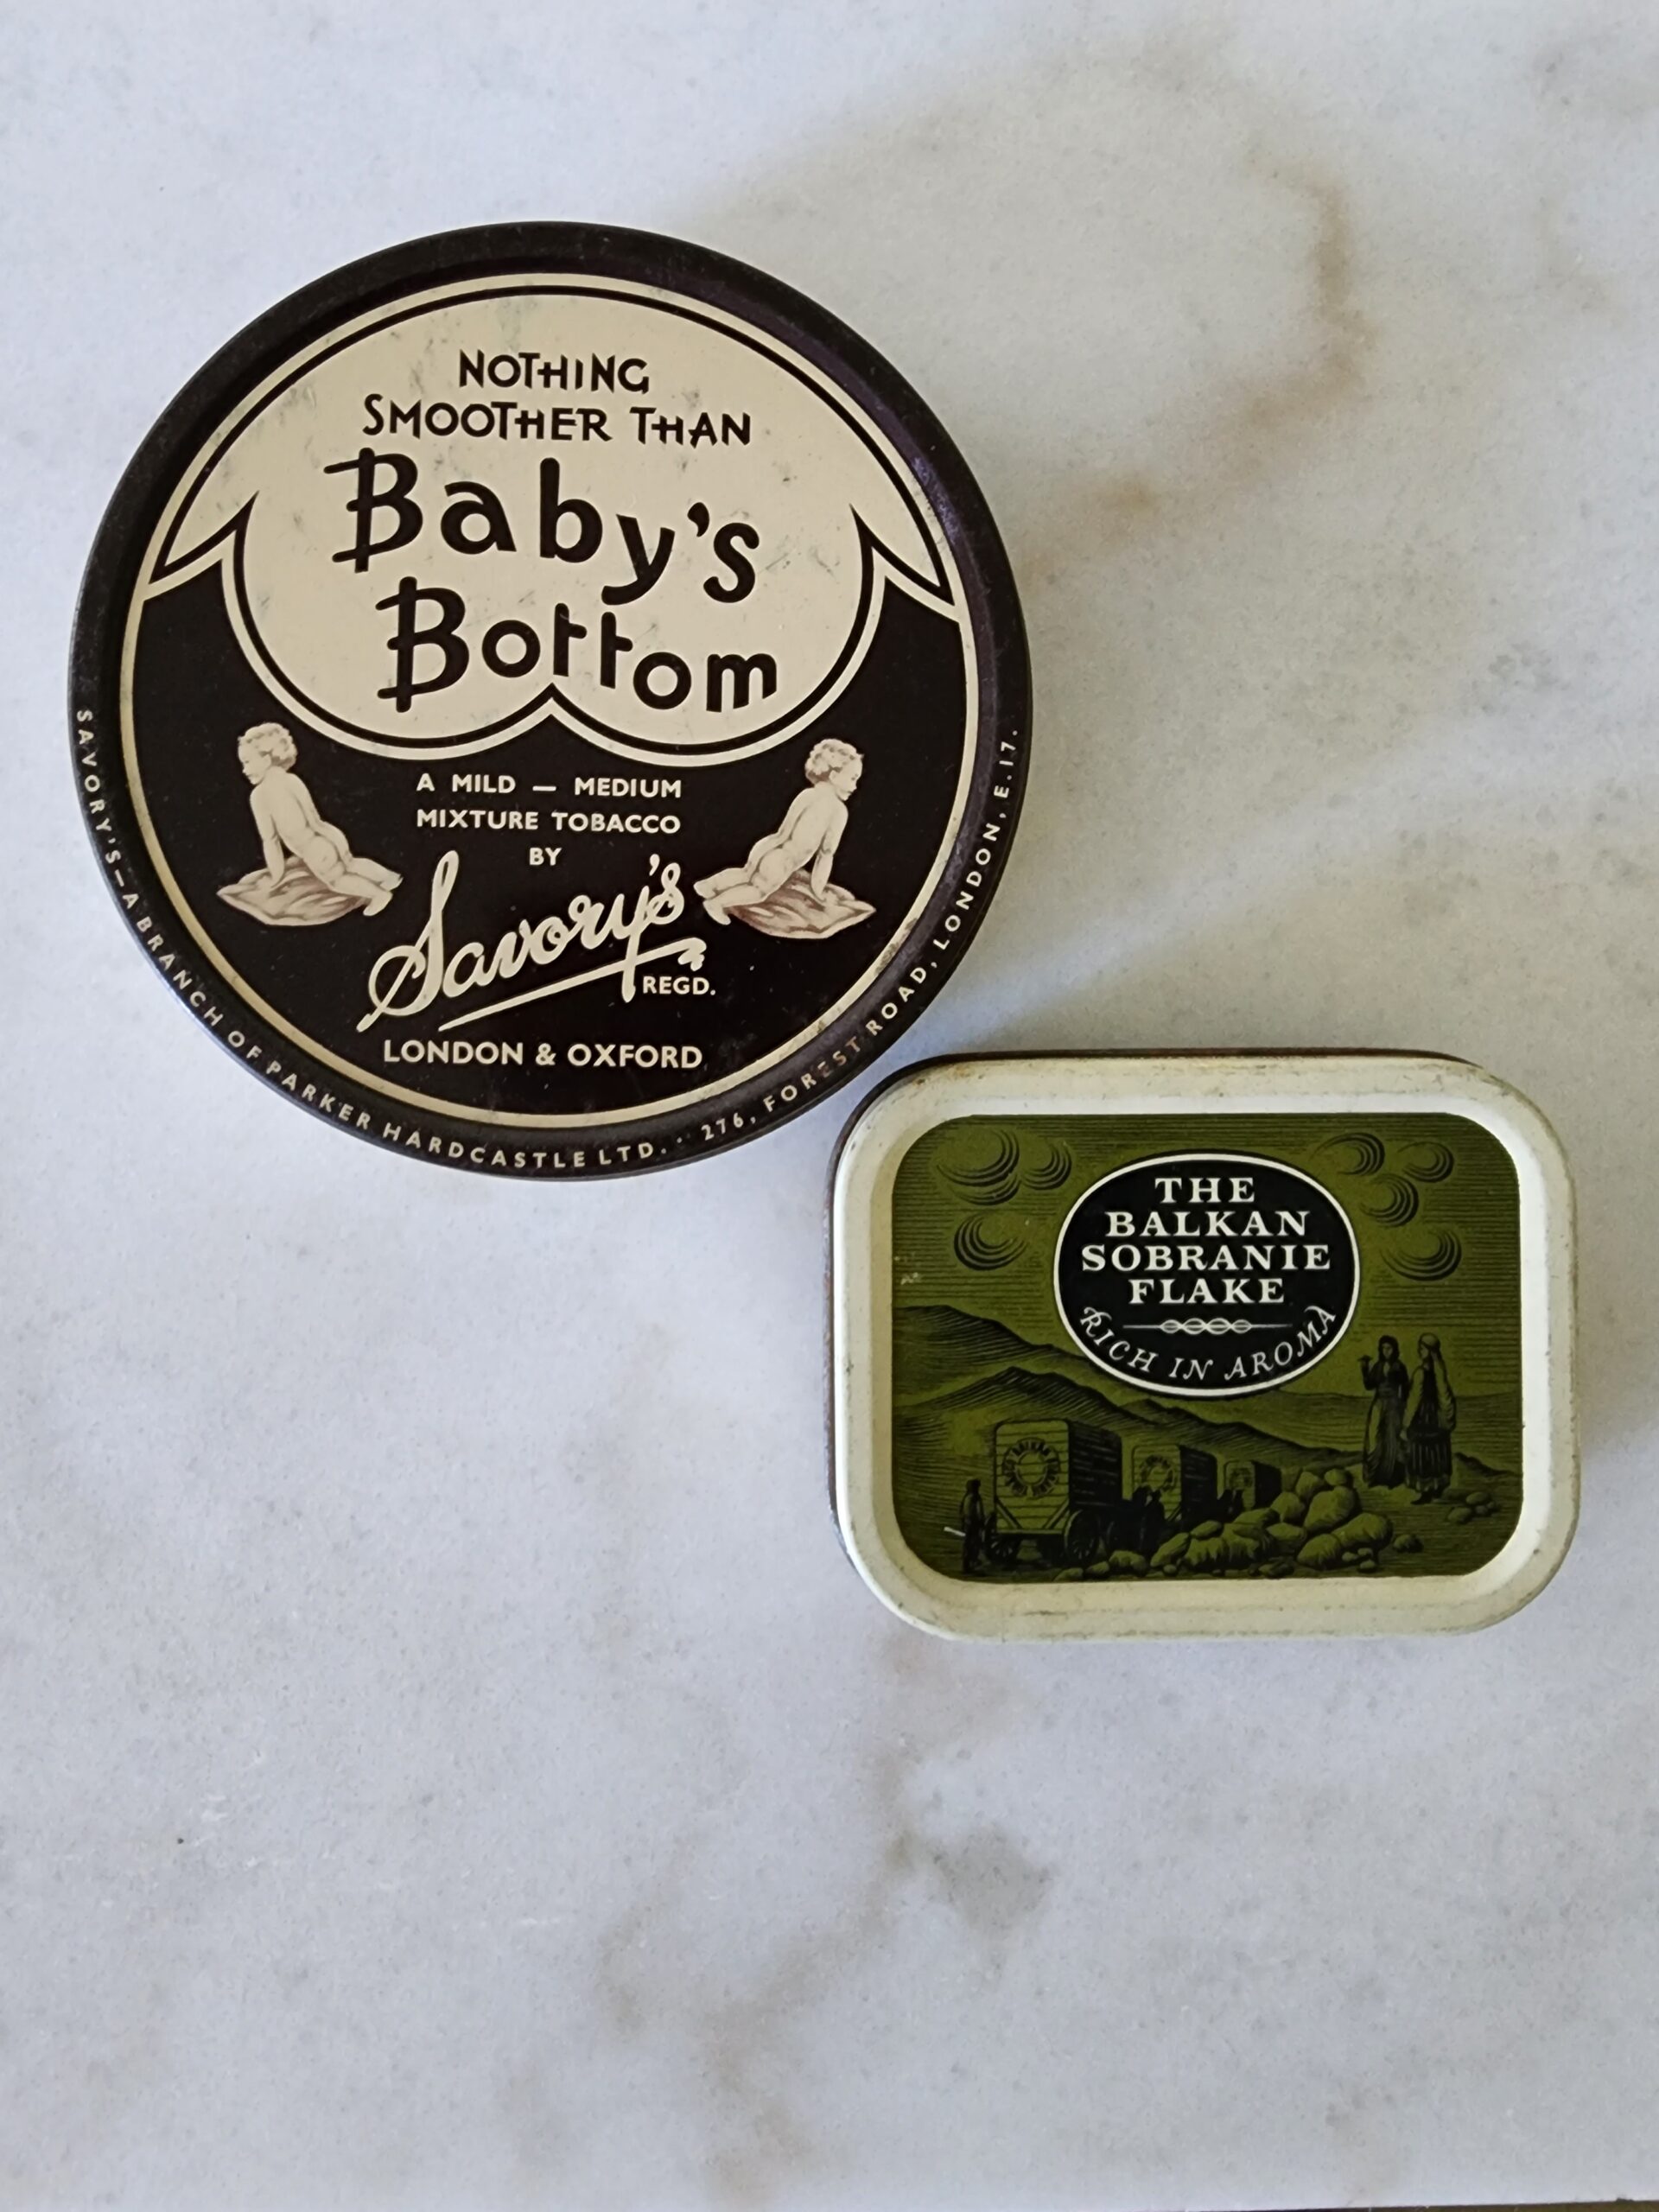 NOTHING
SMOOTHER THAN
Baby's
Bottom
A MILD — MEDIUM
MIXTURE TOBACCO
BY
Savory's
REGD.
LONDON & OXFORD
SAVORY'S—A BRANCH OF PARKER HARDCASTLE LTD. · 276, FOREST ROAD, LONDON, E.17.
THE
BALKAN
SOBRANIE
FLAKE
RICH IN AROMA